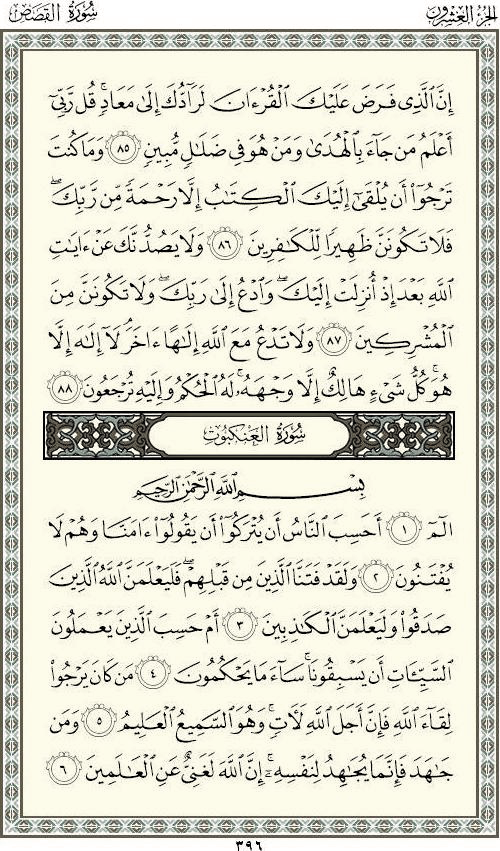 الجزء العشرون
سورة القصص
إِنَّ ٱلَّذِى فَرَضَ عَلَيْكَ ٱلْقُرْءَانَ لَرَآدُّكَ إِلَىٰ مَعَادٍ ۚ قُل رَّبِّىٓ
أَعْلَمُ مَن جَآءَ بِٱلْهُدَىٰ وَمَنْ هُوَ فِى ضَلَٰلٍ مُّبِينٍ ٨٥ وَمَا كُنتَ
تَرْجُوٓا۟ أَن يُلْقَىٰٓ إِلَيْكَ ٱلْكِتَٰبُ إِلَّا رَحْمَةً مِّن رَّبِّكَ ۖ
فَلَا تَكُونَنَّ ظَهِيرًا لِّلْكَٰفِرِينَ ٨٦ وَلَا يَصُدُّنَّكَ عَنْ ءَايَٰتِ
ٱللَّهِ بَعْدَ إِذْ أُنزِلَتْ إِلَيْكَ ۖ وَٱدْعُ إِلَىٰ رَبِّكَ ۖ وَلَا تَكُونَنَّ مِنَ
ٱلْمُشْرِكِينَ ٨٧ وَلَا تَدْعُ مَعَ ٱللَّهِ إِلَٰهًا ءَاخَرَ ۘ لَآ إِلَٰهَ إِلَّا
هُوَ ۚ كُلُّ شَىْءٍ هَالِكٌ إِلَّا وَجْهَهُۥ ۚ لَهُ ٱلْحُكْمُ وَإِلَيْهِ تُرْجَعُونَ ٨٨
سورة العنكبوت
بِسْمِ ٱللَّهِ ٱلرَّحْمَٰنِ ٱلرَّحِيمِ
الٓمٓ ١ أَحَسِبَ ٱلنَّاسُ أَن يُتْرَكُوٓا۟ أَن يَقُولُوٓا۟ ءَامَنَّا وَهُمْ لَا
يُفْتَنُونَ ٢ وَلَقَدْ فَتَنَّا ٱلَّذِينَ مِن قَبْلِهِمْ ۖ فَلَيَعْلَمَنَّ ٱللَّهُ ٱلَّذِينَ
صَدَقُوا۟ وَلَيَعْلَمَنَّ ٱلْكَٰذِبِينَ ٣ أَمْ حَسِبَ ٱلَّذِينَ يَعْمَلُونَ
ٱلسَّيِّـَٔاتِ أَن يَسْبِقُونَا ۚ سَآءَ مَا يَحْكُمُونَ ٤ مَن كَانَ يَرْجُوا۟
لِقَآءَ ٱللَّهِ فَإِنَّ أَجَلَ ٱللَّهِ لَءَاتٍ ۚ وَهُوَ ٱلسَّمِيعُ ٱلْعَلِيمُ ٥ وَمَن
جَٰهَدَ فَإِنَّمَا يُجَٰهِدُ لِنَفْسِهِۦٓ ۚ إِنَّ ٱللَّهَ لَغَنِىٌّ عَنِ ٱلْعَٰلَمِينَ ٦
٣٩٦